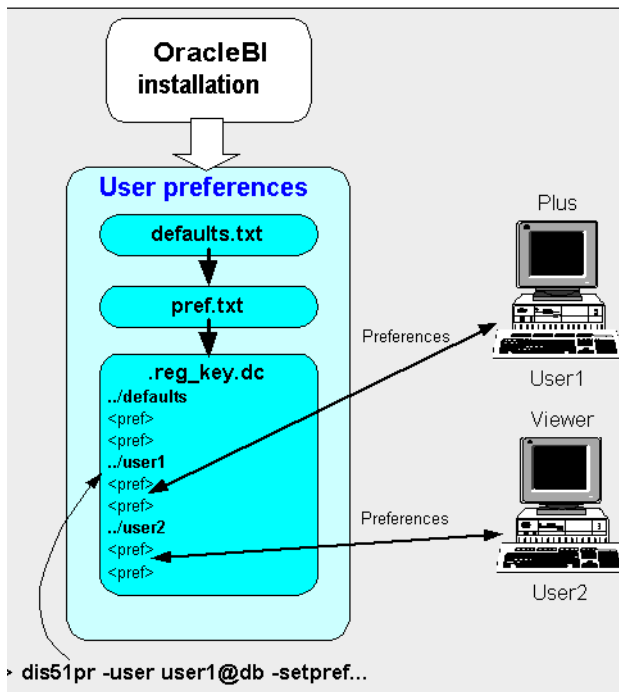 OracleBI
installation
User preferences
defaults.txt
pref.txt
.reg_key.dc
../defaults
<pref>
<pref>
../user1
<pref>
<pref>
../user2
<pref>
<pref>
Plus
Preferences
User1
Viewer
Preferences
User2
> dis51pr -user user1@db -setpref...